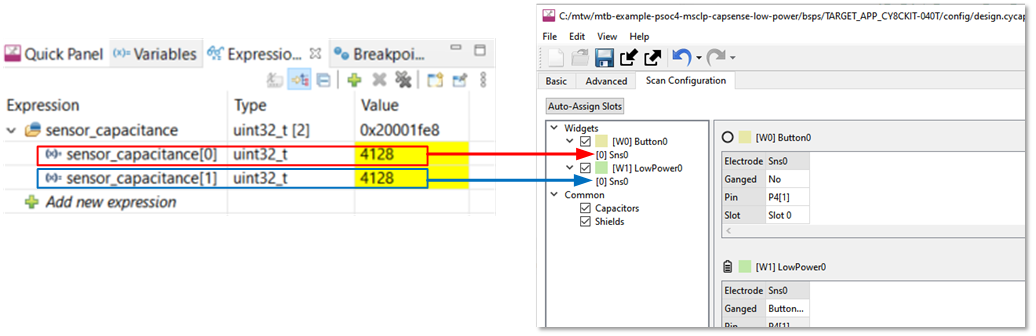 Quick Panel (x)= Variables Expressio... Breakpoi...
Expression Type Value
sensor_capacitance uint32_t [2] 0x20001fe8
(x)= sensor_capacitance[0] uint32_t 4128
(x)= sensor_capacitance[1] uint32_t 4128
Add new expression
C:/mtw/mtb-example-psoc4-msclp-capsense-low-power/bsps/TARGET_APP_CY8CKIT-040T/config/design.cycap
File Edit View Help
Basic Advanced Scan Configuration
Auto-Assign Slots
Widgets
[W0] Button0
[0] Sns0
[W1] LowPower0
[0] Sns0
Common
Capacitors
Shields
[W0] Button0
Electrode Sns0
Ganged No
Pin P4[1]
Slot Slot 0
[W1] LowPower0
Electrode Sns0
Ganged Button...
Pin P4[1]